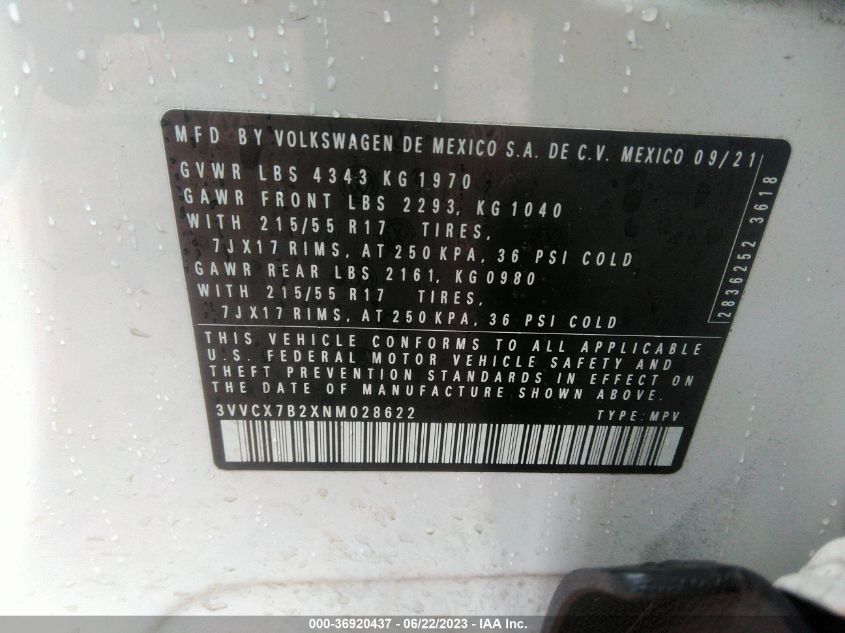 MFD BY VOLKSWAGEN DE MEXICO S.A. DE C.V. MEXICO 09/21
GVWR LBS 4343 KG 1970
GAWR FRONT LBS 2293, KG 1040
WITH 215/55 R17 TIRES,
7JX17 RIMS, AT 250 KPA, 36 PSI COLD
GAWR REAR LBS 2161, KG 0980
WITH 215/55 R17 TIRES,
7JX17 RIMS, AT 250 KPA, 36 PSI COLD
2836252 3618
THIS VEHICLE CONFORMS TO ALL APPLICABLE
U.S. FEDERAL MOTOR VEHICLE SAFETY AND
THEFT PREVENTION STANDARDS IN EFFECT ON
THE DATE OF MANUFACTURE SHOWN ABOVE.
3VVCX7B2XNM028622 TYPE: MPV
000-36920437 - 06/22/2023 - IAA Inc.